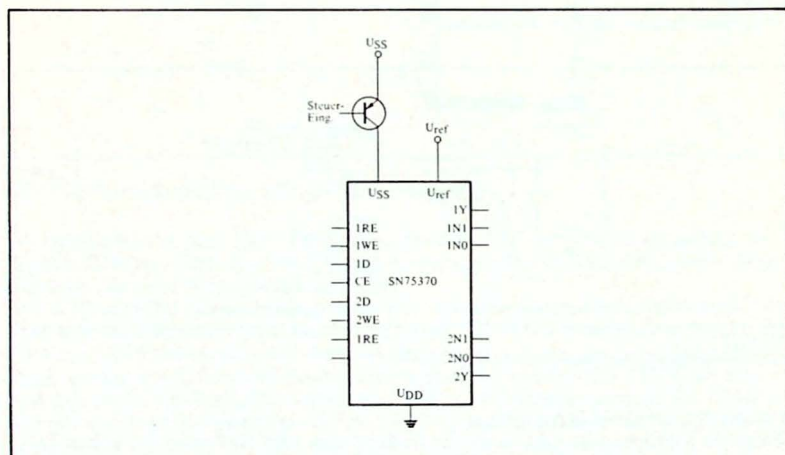 USS
Steuer-
Eing.
Uref
USS Uref
1Y
1RE 1N1
1WE 1N0
1D
CE SN75370
2D
2WE
1RE 2N1
2N0
2Y
UDD